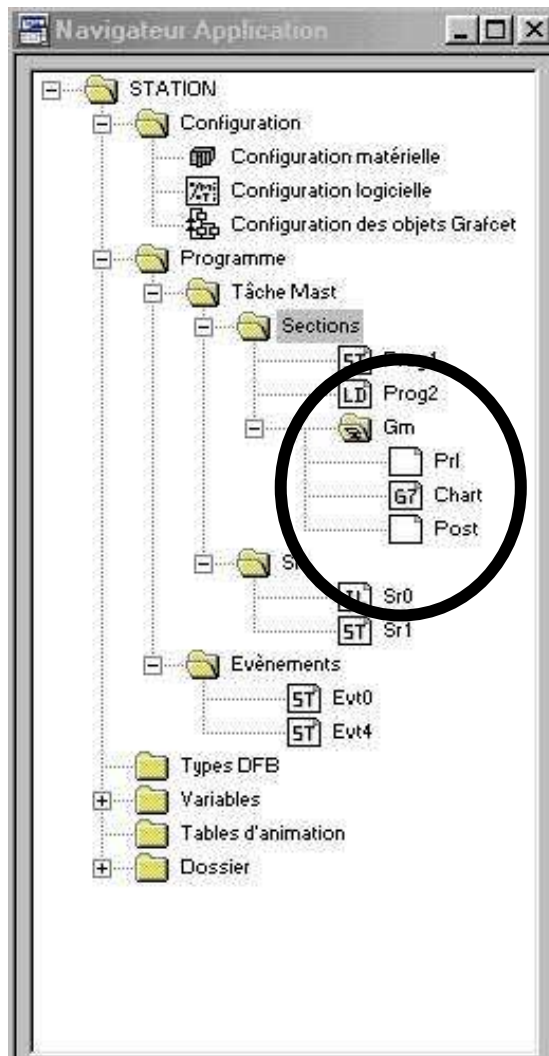 Navigateur Application
STATION
Configuration
Configuration matérielle
Configuration logicielle
Configuration des objets Grafcet
Programme
Tâche Mast
Sections
ST
LD Prog2
Gm
Prl
G7 Chart
Post
Sr0
ST Sr1
Evènements
ST Evt0
ST Evt4
Types DFB
Variables
Tables d'animation
Dossier